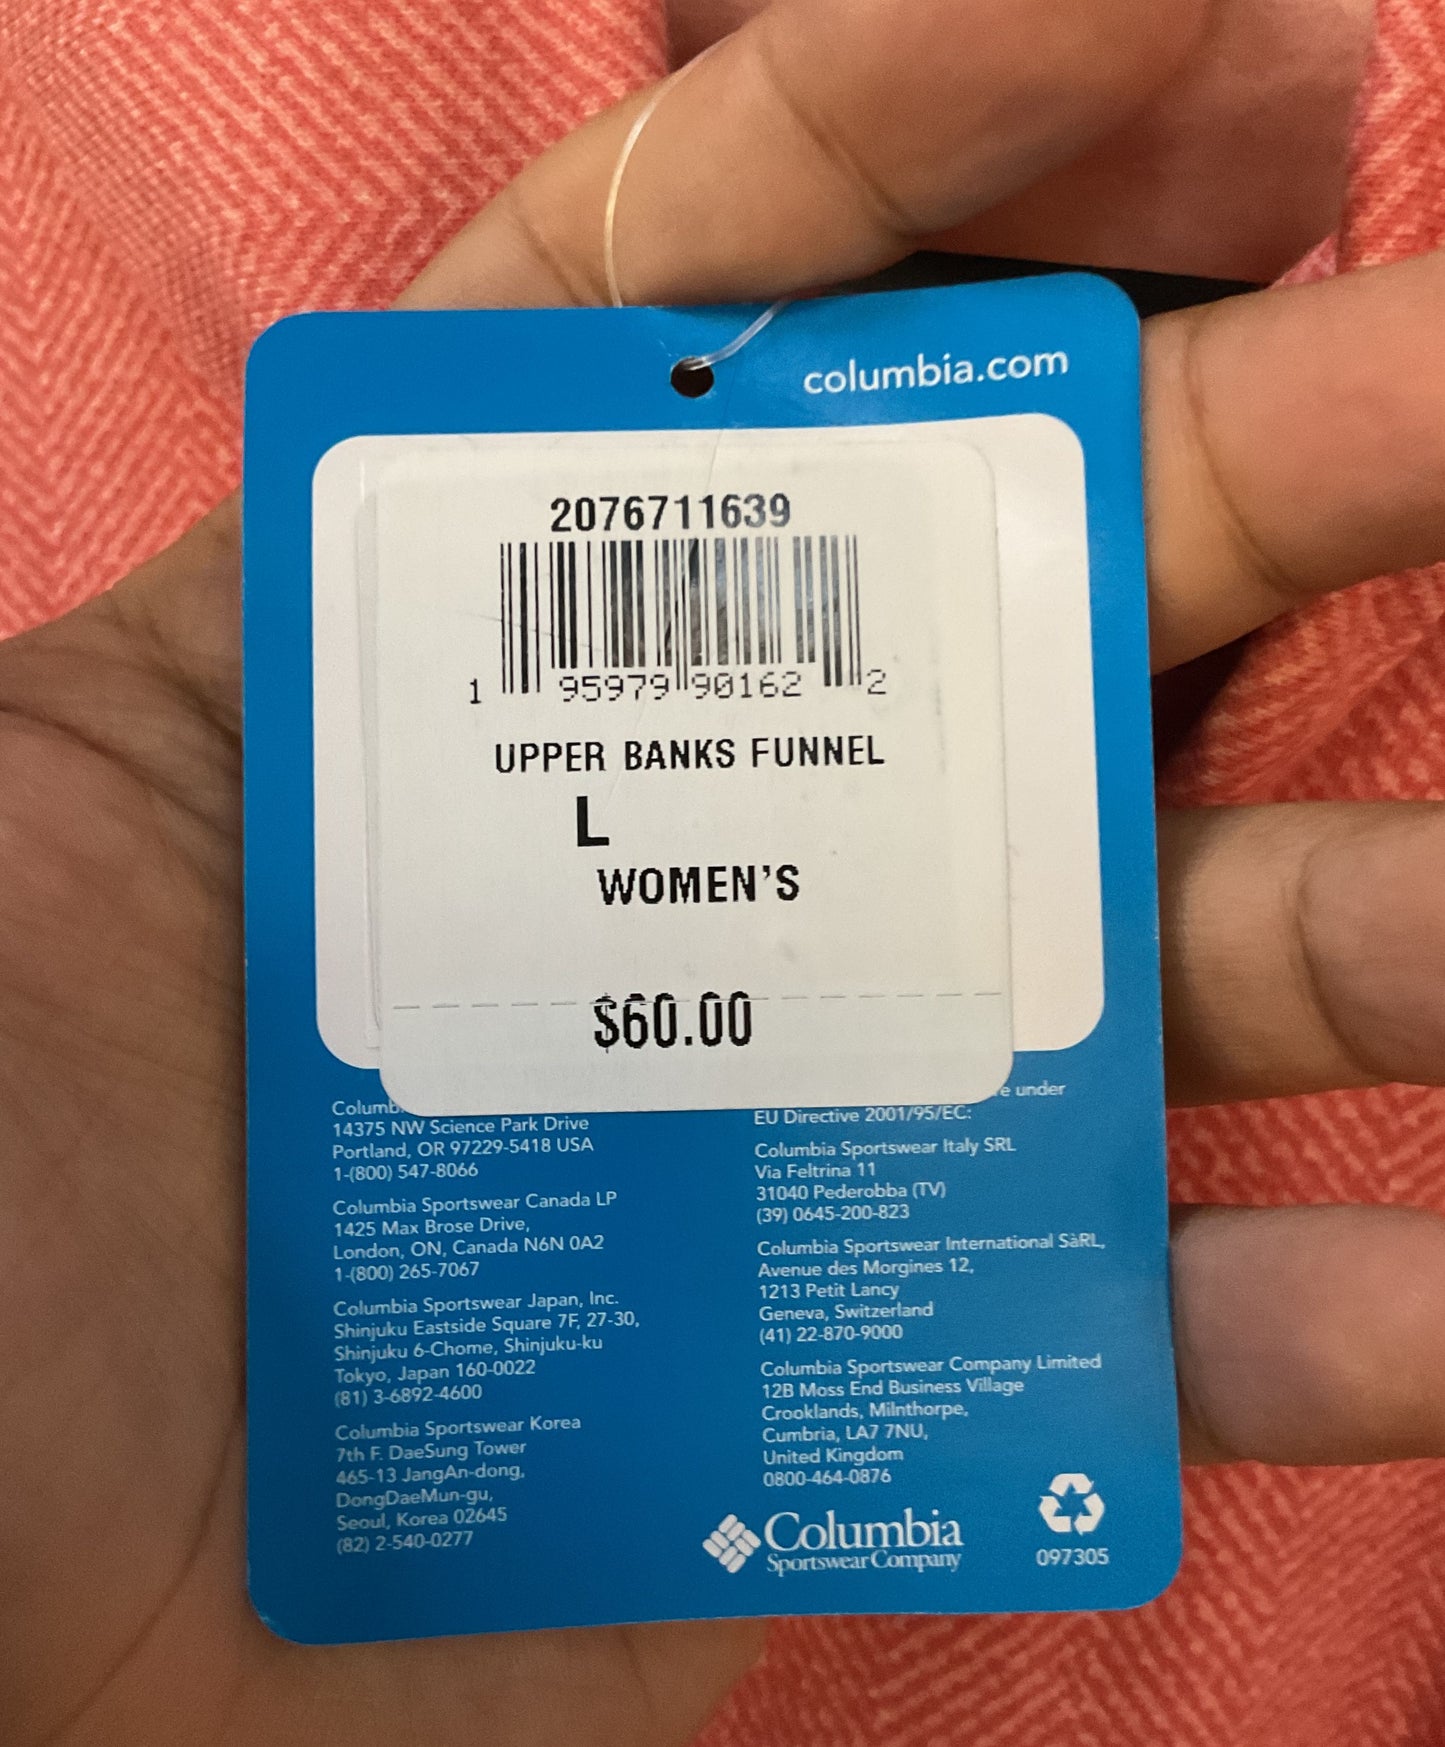 columbia.com
2076711639
1 95979 90162 2
UPPER BANKS FUNNEL
L
WOMEN'S
$60.00
14375 NW Science Park Drive
Portland, OR 97229-5418 USA
1-(800) 547-8066
Columbia Sportswear Canada LP
1425 Max Brose Drive,
London, ON, Canada N6N 0A2
1-(800) 265-7067
Columbia Sportswear Japan, Inc.
Shinjuku Eastside Square 7F, 27-30,
Shinjuku 6-Chome, Shinjuku-ku
Tokyo, Japan 160-0022
(81) 3-6892-4600
Columbia Sportswear Korea
7th F. DaeSung Tower
465-13 JangAn-dong,
DongDaeMun-gu,
Seoul, Korea 02645
(82) 2-540-0277
under
EU Directive 2001/95/EC:
Columbia Sportswear Italy SRL
Via Feltrina 11
31040 Pederobba (TV)
(39) 0645-200-823
Columbia Sportswear International SàRL,
Avenue des Morgines 12,
1213 Petit Lancy
Geneva, Switzerland
(41) 22-870-9000
Columbia Sportswear Company Limited
12B Moss End Business Village
Crooklands, Milnthorpe,
Cumbria, LA7 7NU,
United Kingdom
0800-464-0876
Columbia
Sportswear Company
097305